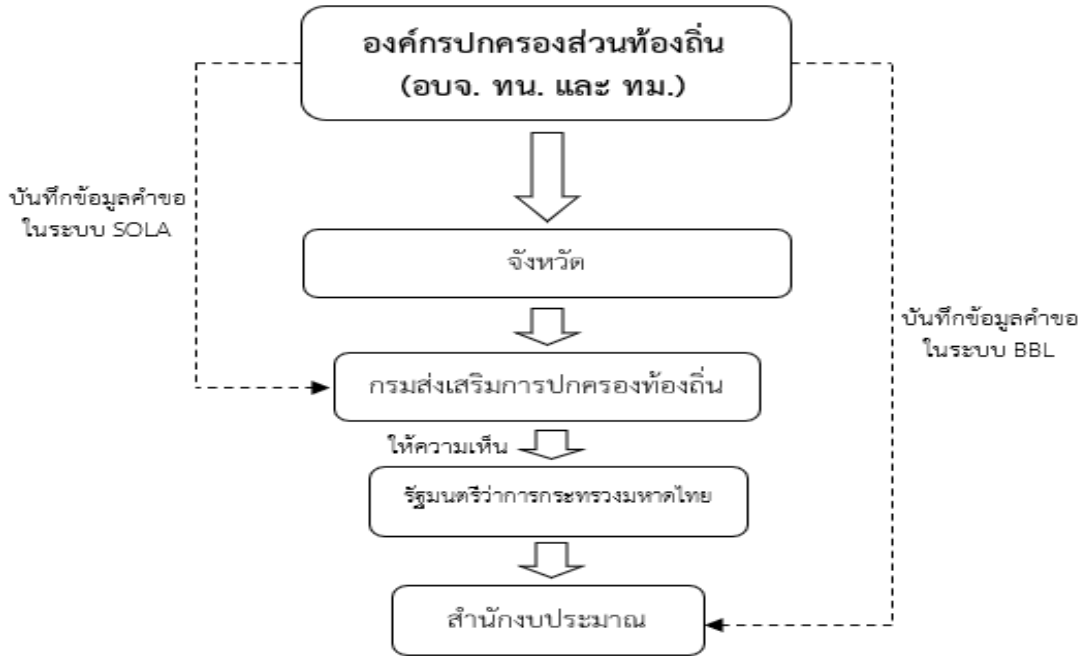 องค์กรปกครองส่วนท้องถิ่น
(อบจ. ทน. และ ทม.)
บันทึกข้อมูลคำขอ
ในระบบ SOLA
จังหวัด
บันทึกข้อมูลคำขอ
ในระบบ BBL
กรมส่งเสริมการปกครองท้องถิ่น
ให้ความเห็น
รัฐมนตรีว่าการกระทรวงมหาดไทย
สำนักงบประมาณ